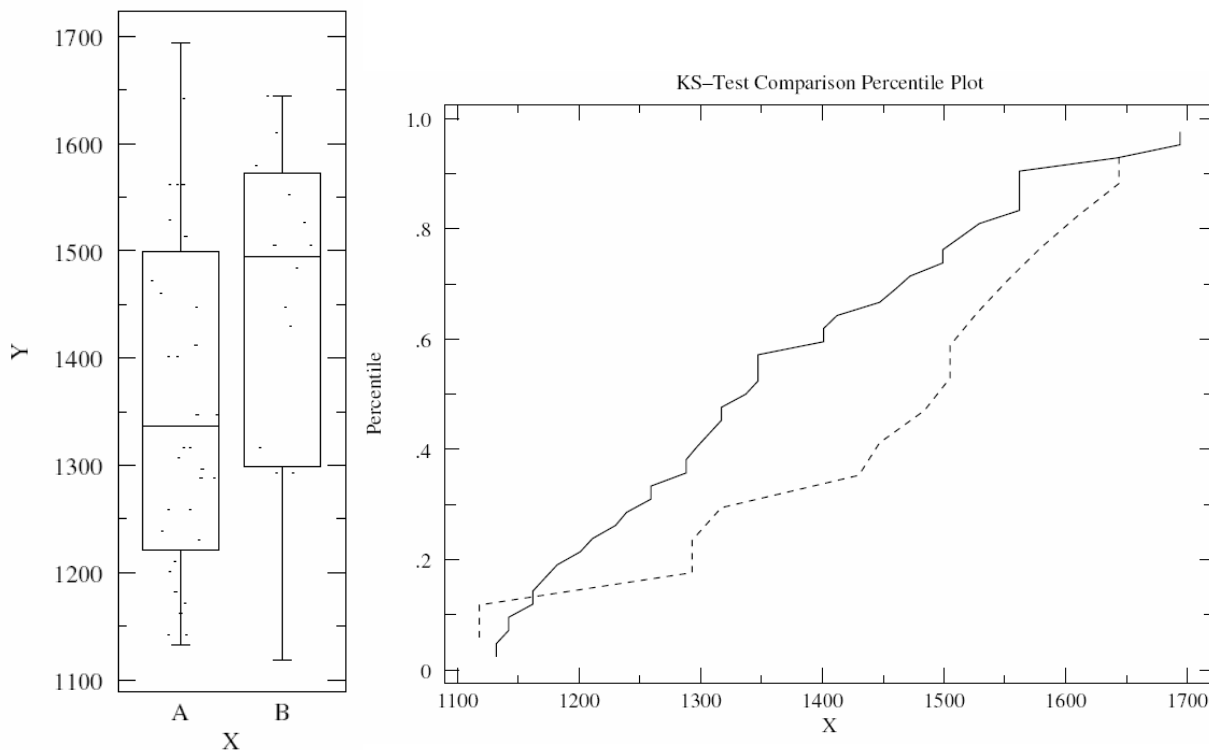 1700
1600
1500
1400
1300
1200
1100
Y
A B
X
KS–Test Comparison Percentile Plot
1.0
.8
.6
.4
.2
0
Percentile
1100 1200 1300 1400 1500 1600 1700
X